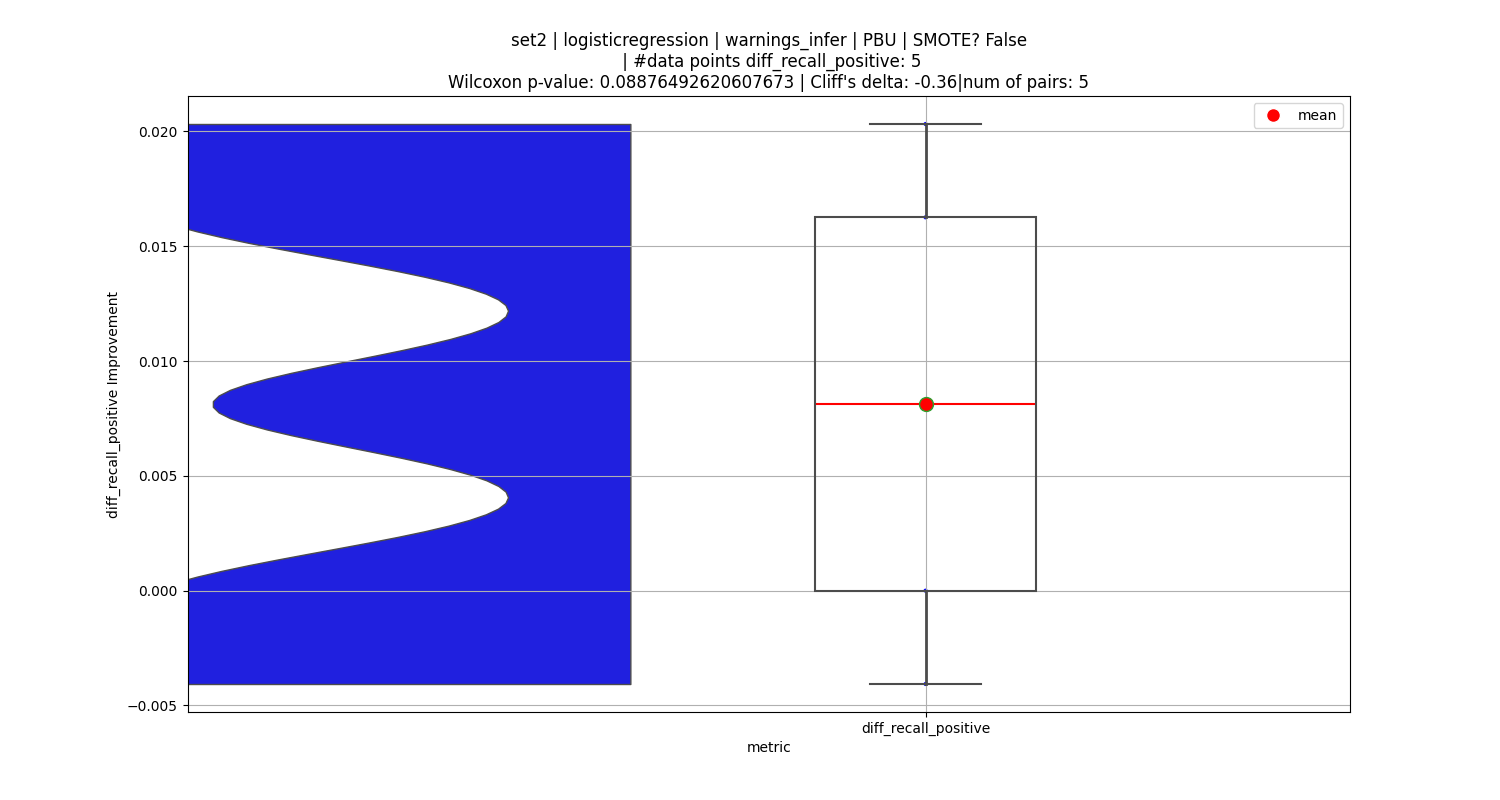 set2 | logisticregression | warnings_infer | PBU | SMOTE? False
| #data points diff_recall_positive: 5
Wilcoxon p-value: 0.08876492620607673 | Cliff's delta: -0.36|num of pairs: 5
mean
0.020
0.015
0.010
0.005
0.000
−0.005
diff_recall_positive Improvement
diff_recall_positive
metric